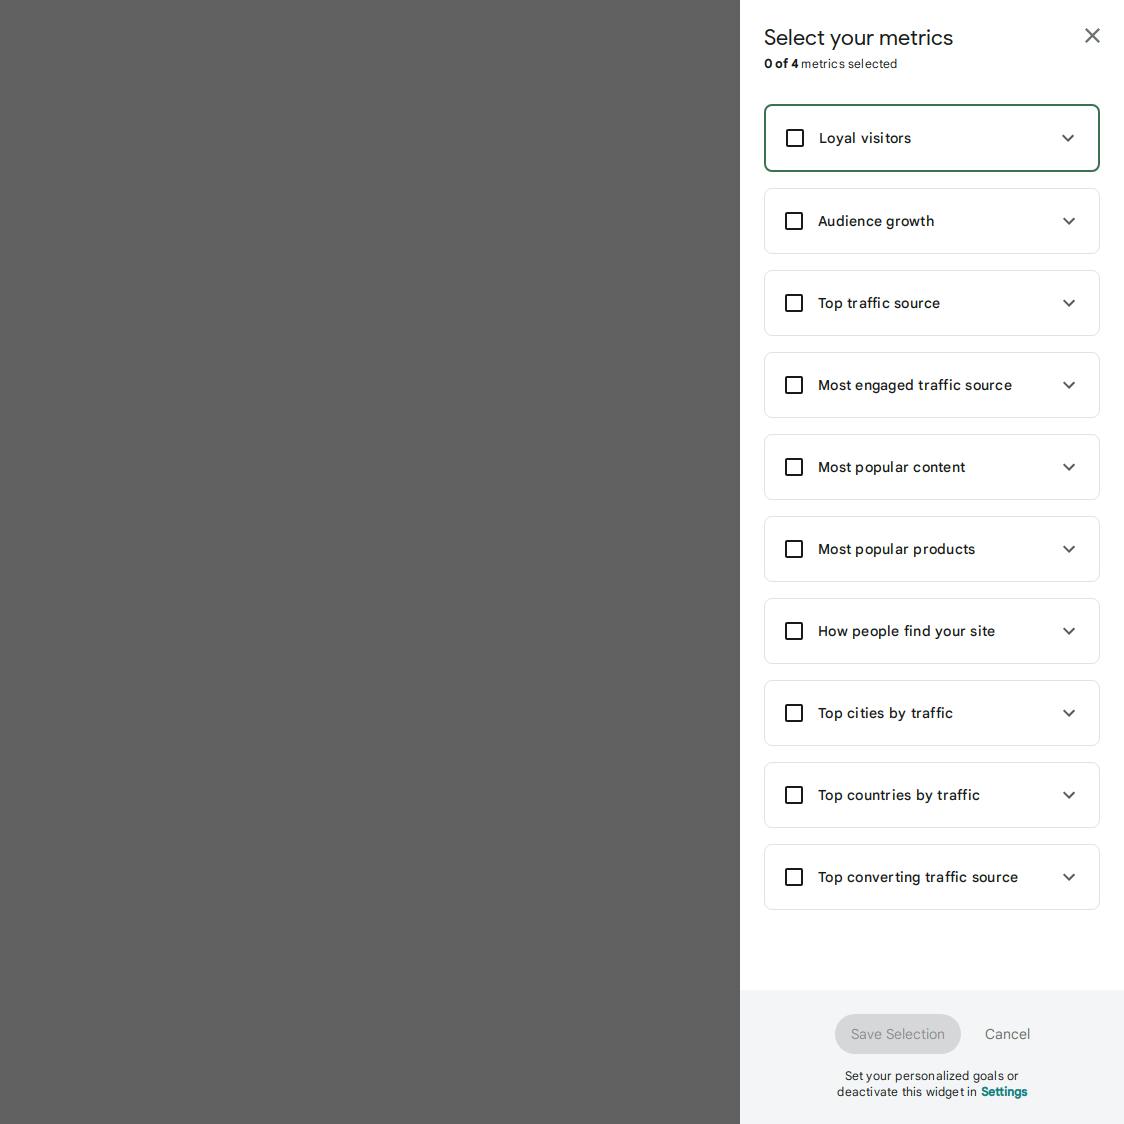 Select your metrics
0 of 4 metrics selected
Loyal visitors
Audience growth
Top traffic source
Most engaged traffic source
Most popular content
Most popular products
How people find your site
Top cities by traffic
Top countries by traffic
Top converting traffic source
Save Selection
Cancel
Set your personalized goals or
deactivate this widget in Settings